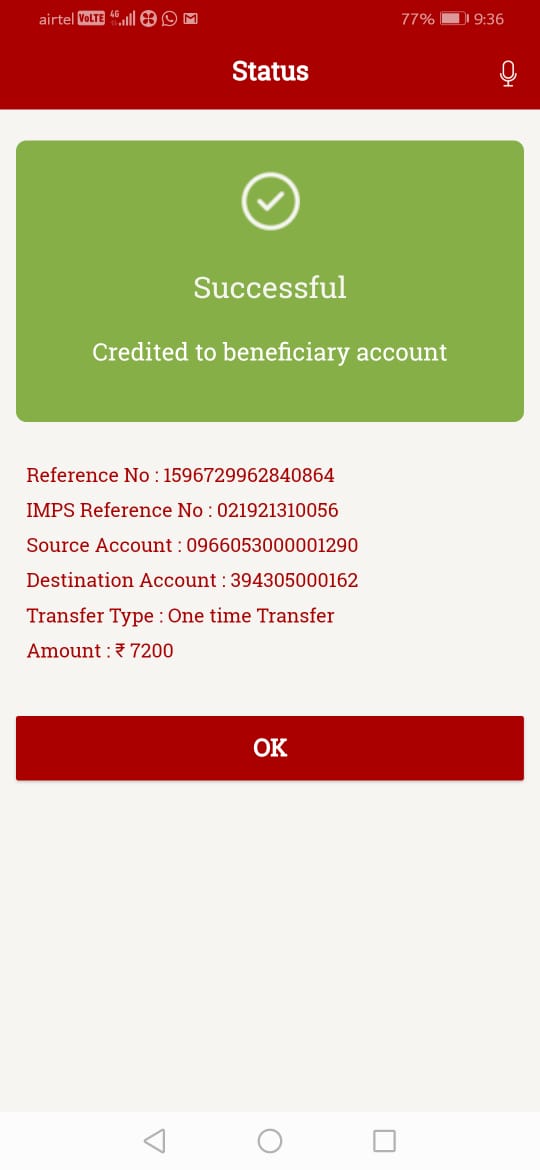 airtel VoLTE 4G 77% 9:36
Status
Successful
Credited to beneficiary account
Reference No : 1596729962840864
IMPS Reference No : 021921310056
Source Account : 0966053000001290
Destination Account : 394305000162
Transfer Type : One time Transfer
Amount : ₹ 7200
OK